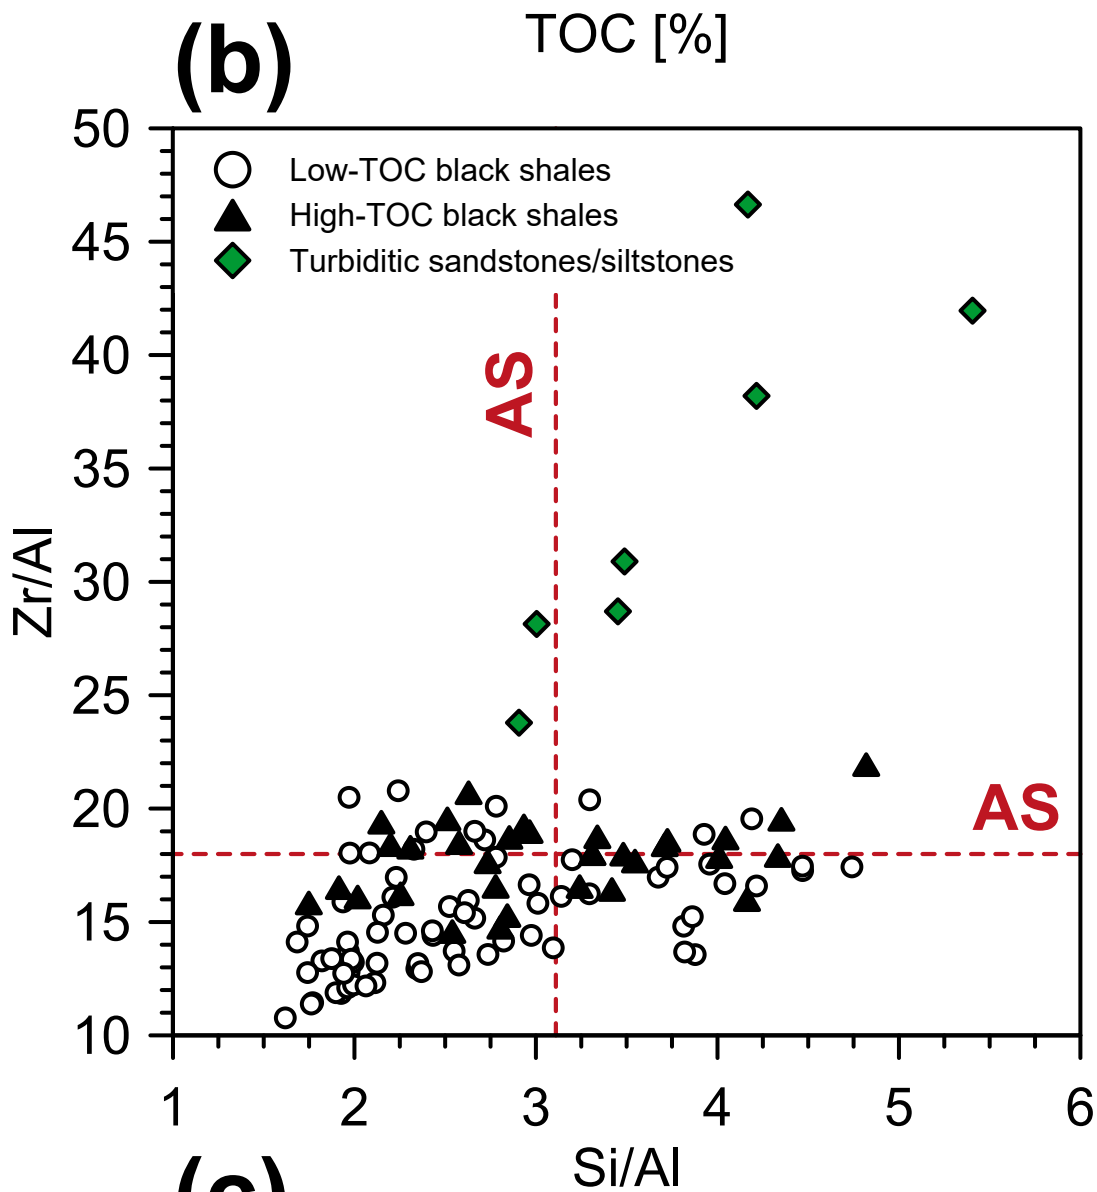 TOC [%]
(b)
50
45
40
35
30
25
20
15
10
Zr/Al
Low-TOC black shales
High-TOC black shales
Turbiditic sandstones/siltstones
AS
AS
1 2 3 4 5 6
Si/Al
(c)